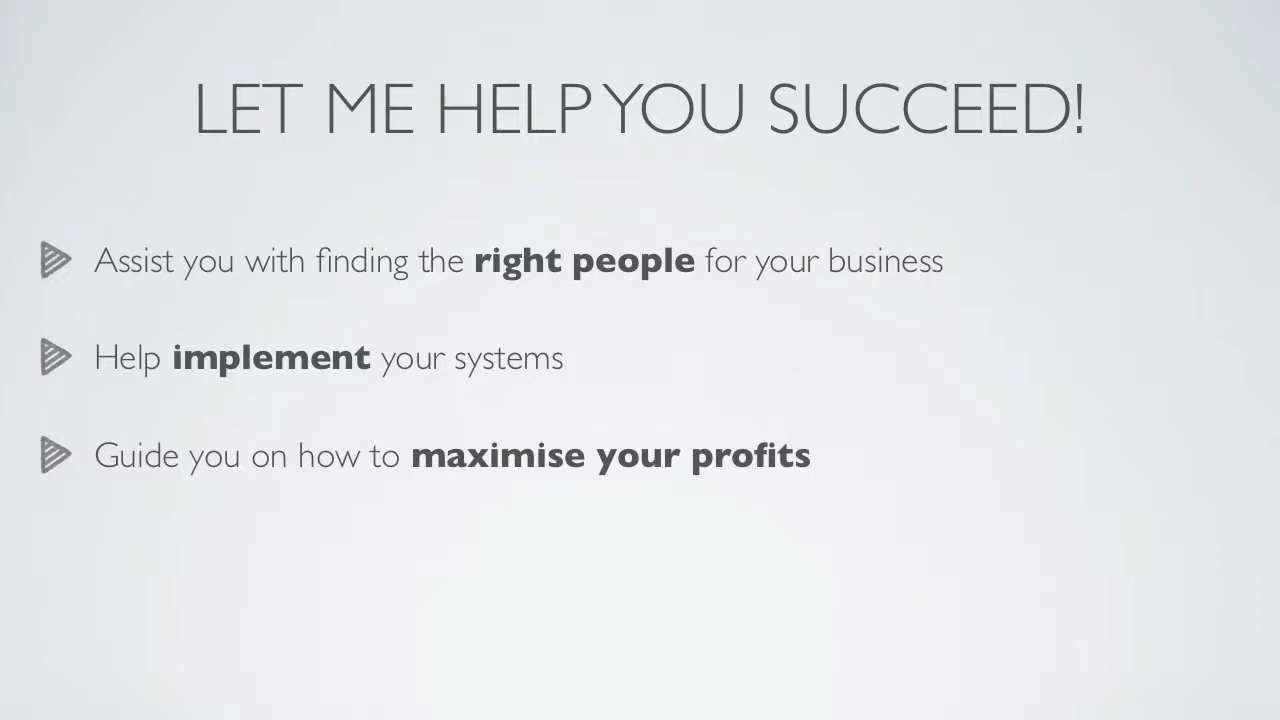 LET ME HELP YOU SUCCEED!
Assist you with finding the right people for your business
Help implement your systems
Guide you on how to maximise your profits